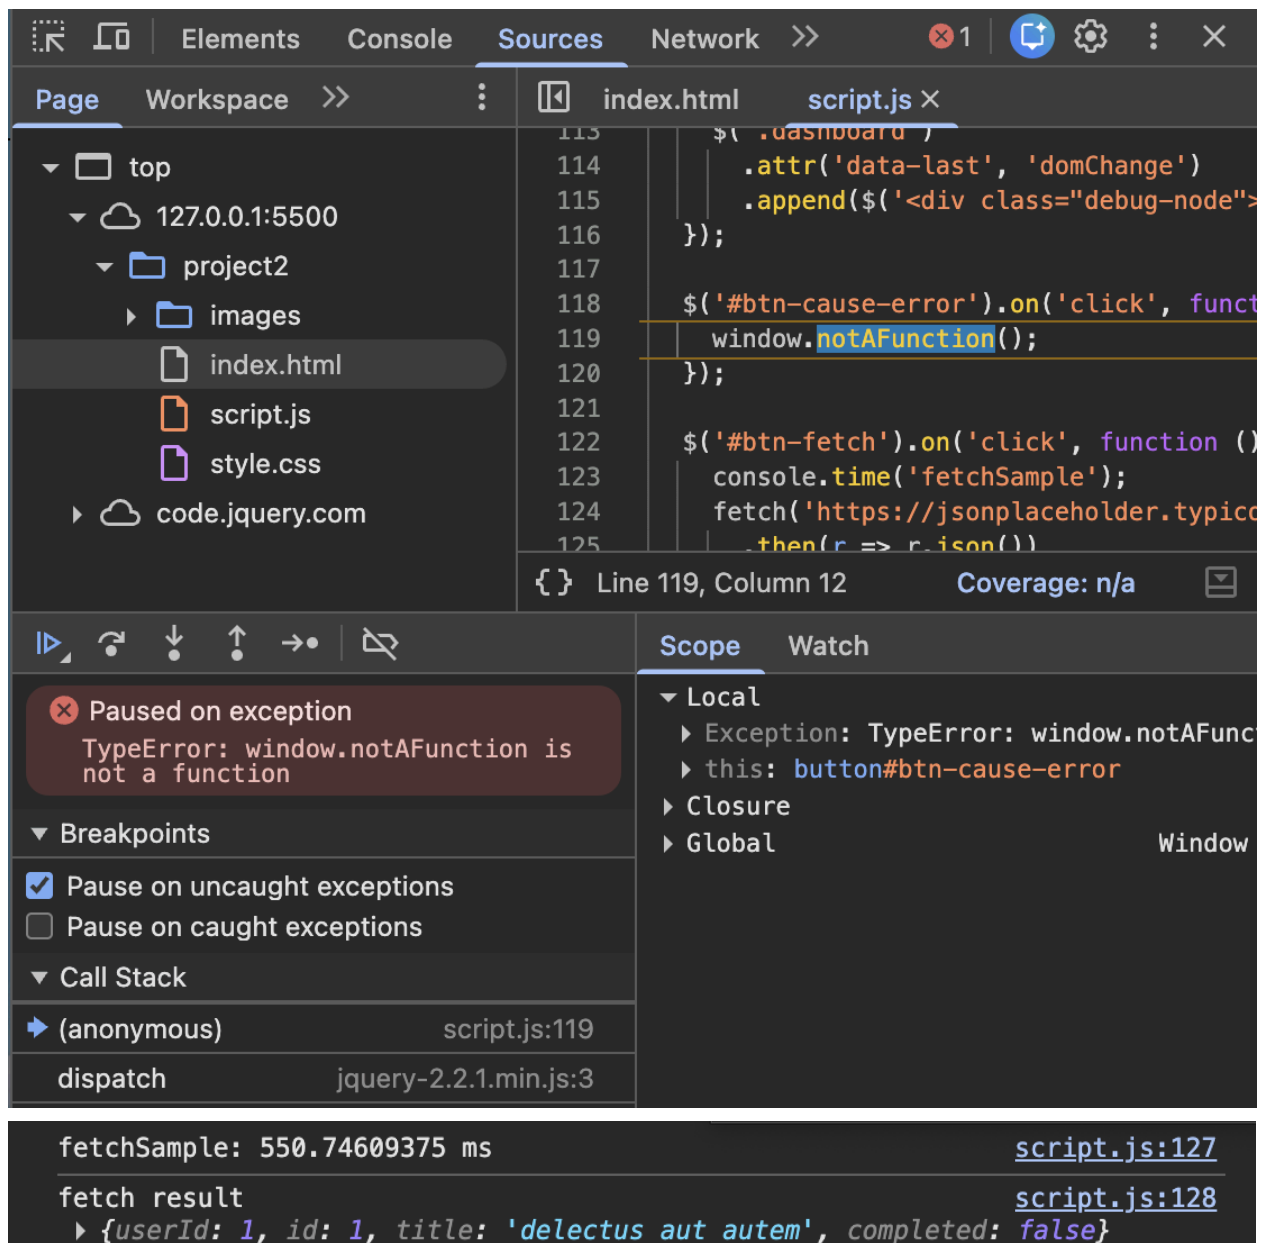 Elements Console Sources Network 1
Page Workspace
index.html script.js
top
127.0.0.1:5500
project2
images
index.html
script.js
style.css
code.jquery.com
113 $('.dashboard')
114 .attr('data-last', 'domChange')
115 .append($('<div class="debug-node">
116 });
117
118 $('#btn-cause-error').on('click', funct
119 window.notAFunction();
120 });
121
122 $('#btn-fetch').on('click', function ()
123 console.time('fetchSample');
124 fetch('https://jsonplaceholder.typico
125 .then(r => r.json())
{} Line 119, Column 12 Coverage: n/a
Paused on exception
TypeError: window.notAFunction is
not a function
Breakpoints
Pause on uncaught exceptions
Pause on caught exceptions
Call Stack
(anonymous) script.js:119
dispatch jquery-2.2.1.min.js:3
Scope Watch
Local
Exception: TypeError: window.notAFunc
this: button#btn-cause-error
Closure
Global Window
fetchSample: 550.74609375 ms script.js:127
fetch result script.js:128
{userId: 1, id: 1, title: 'delectus aut autem', completed: false}